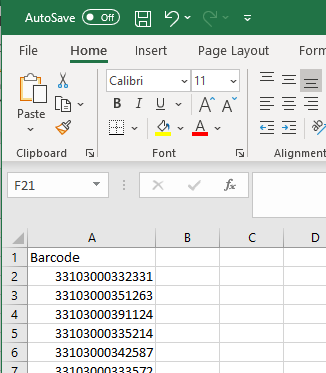 AutoSave Off
File Home Insert Page Layout Form
Calibri 11
B I U A A
Paste
Clipboard Font Alignment
F21 fx
A B C D
1 Barcode
2 33103000332331
3 33103000351263
4 33103000391124
5 33103000335214
6 33103000342587
7 33103000333572